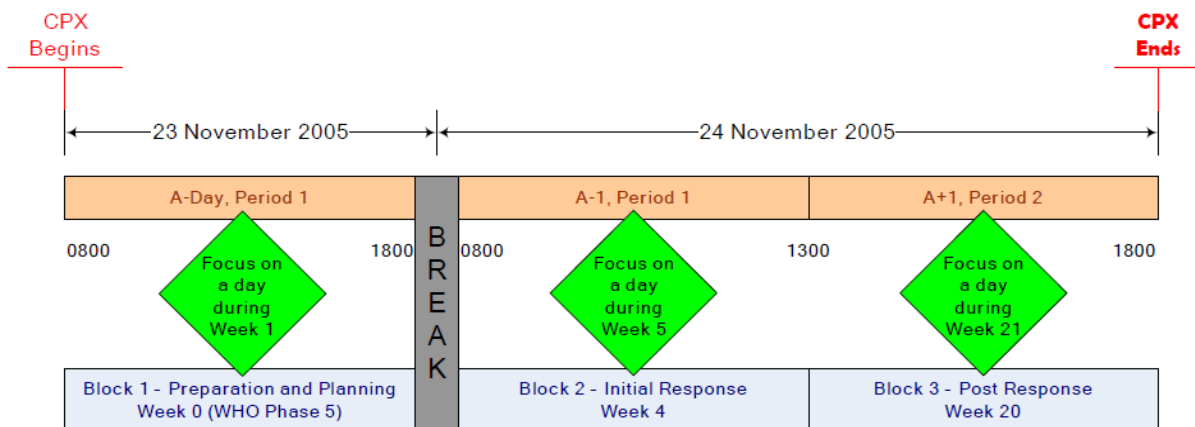 CPX
Begins
CPX
Ends
23 November 2005
24 November 2005
A-Day, Period 1
A-1, Period 1
A+1, Period 2
0800
1800
BREAK
0800
1300
1800
Focus on
a day
during
Week 1
Focus on
a day
during
Week 5
Focus on
a day
during
Week 21
Block 1 - Preparation and Planning
Week 0 (WHO Phase 5)
Block 2 - Initial Response
Week 4
Block 3 - Post Response
Week 20